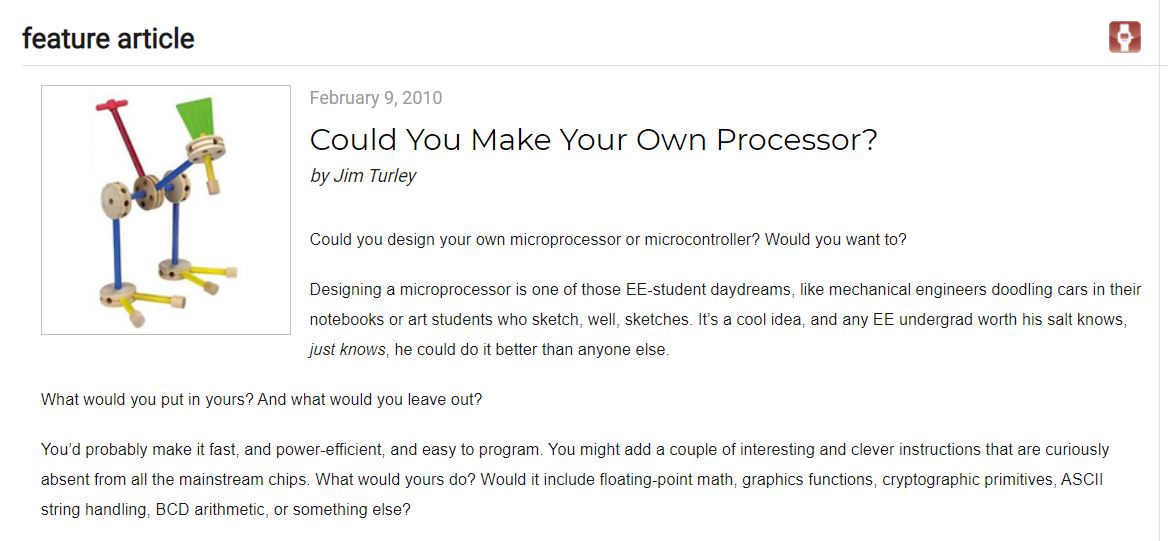 feature article
February 9, 2010
Could You Make Your Own Processor?
by Jim Turley
Could you design your own microprocessor or microcontroller? Would you want to?
Designing a microprocessor is one of those EE-student daydreams, like mechanical engineers doodling cars in their
notebooks or art students who sketch, well, sketches. It's a cool idea, and any EE undergrad worth his salt knows,
just knows, he could do it better than anyone else.
What would you put in yours? And what would you leave out?
You'd probably make it fast, and power-efficient, and easy to program. You might add a couple of interesting and clever instructions that are curiously
absent from all the mainstream chips. What would yours do? Would it include floating-point math, graphics functions, cryptographic primitives, ASCII
string handling, BCD arithmetic, or something else?